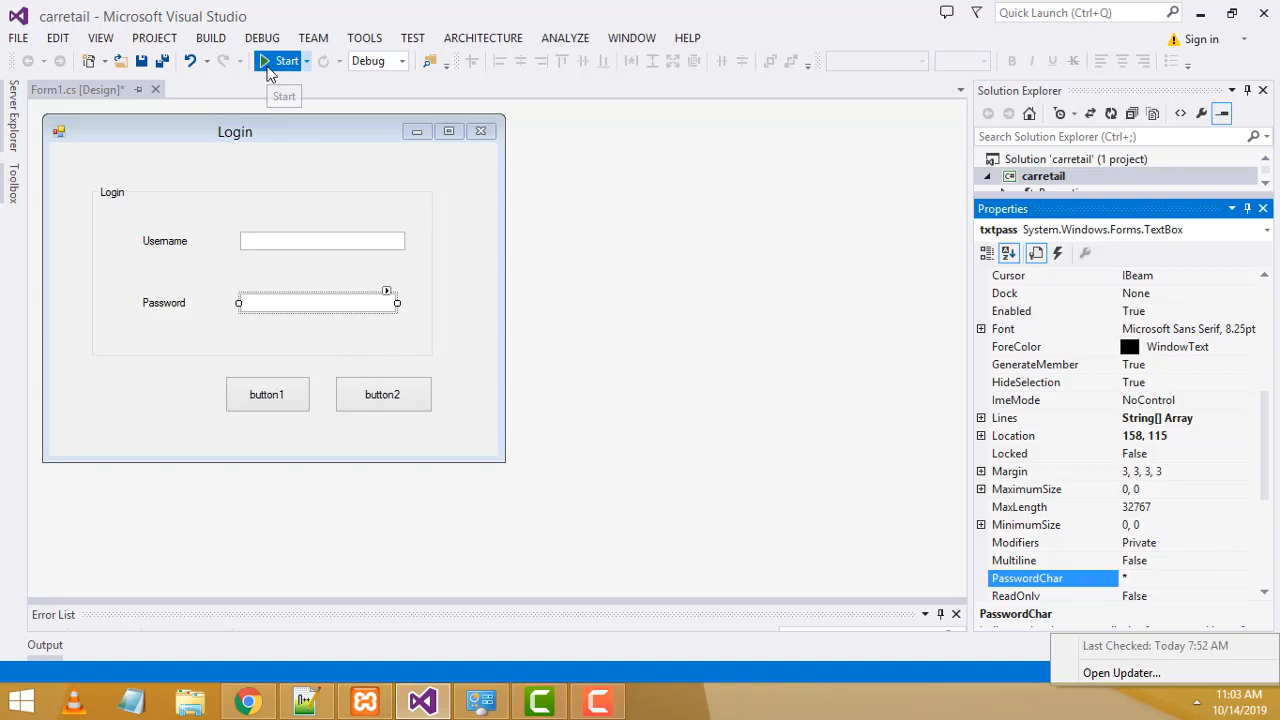 carretail - Microsoft Visual Studio
Quick Launch (Ctrl+Q)
FILE EDIT VIEW PROJECT BUILD DEBUG TEAM TOOLS TEST ARCHITECTURE ANALYZE WINDOW HELP
Sign in
Start
Debug
Start
Form1.cs [Design]*
Server Explorer
Toolbox
Login
Login
Username
Password
button1
button2
Error List
Output
Solution Explorer
Search Solution Explorer (Ctrl+;)
Solution 'carretail' (1 project)
C#
carretail
Properties
txtpass System.Windows.Forms.TextBox
Cursor IBeam
Dock None
Enabled True
Font Microsoft Sans Serif, 8.25pt
ForeColor WindowText
GenerateMember True
HideSelection True
ImeMode NoControl
Lines String[] Array
Location 158, 115
Locked False
Margin 3, 3, 3, 3
MaximumSize 0, 0
MaxLength 32767
MinimumSize 0, 0
Modifiers Private
Multiline False
PasswordChar *
ReadOnly False
PasswordChar
Last Checked: Today 7:52 AM
Open Updater...
11:03 AM
10/14/2019